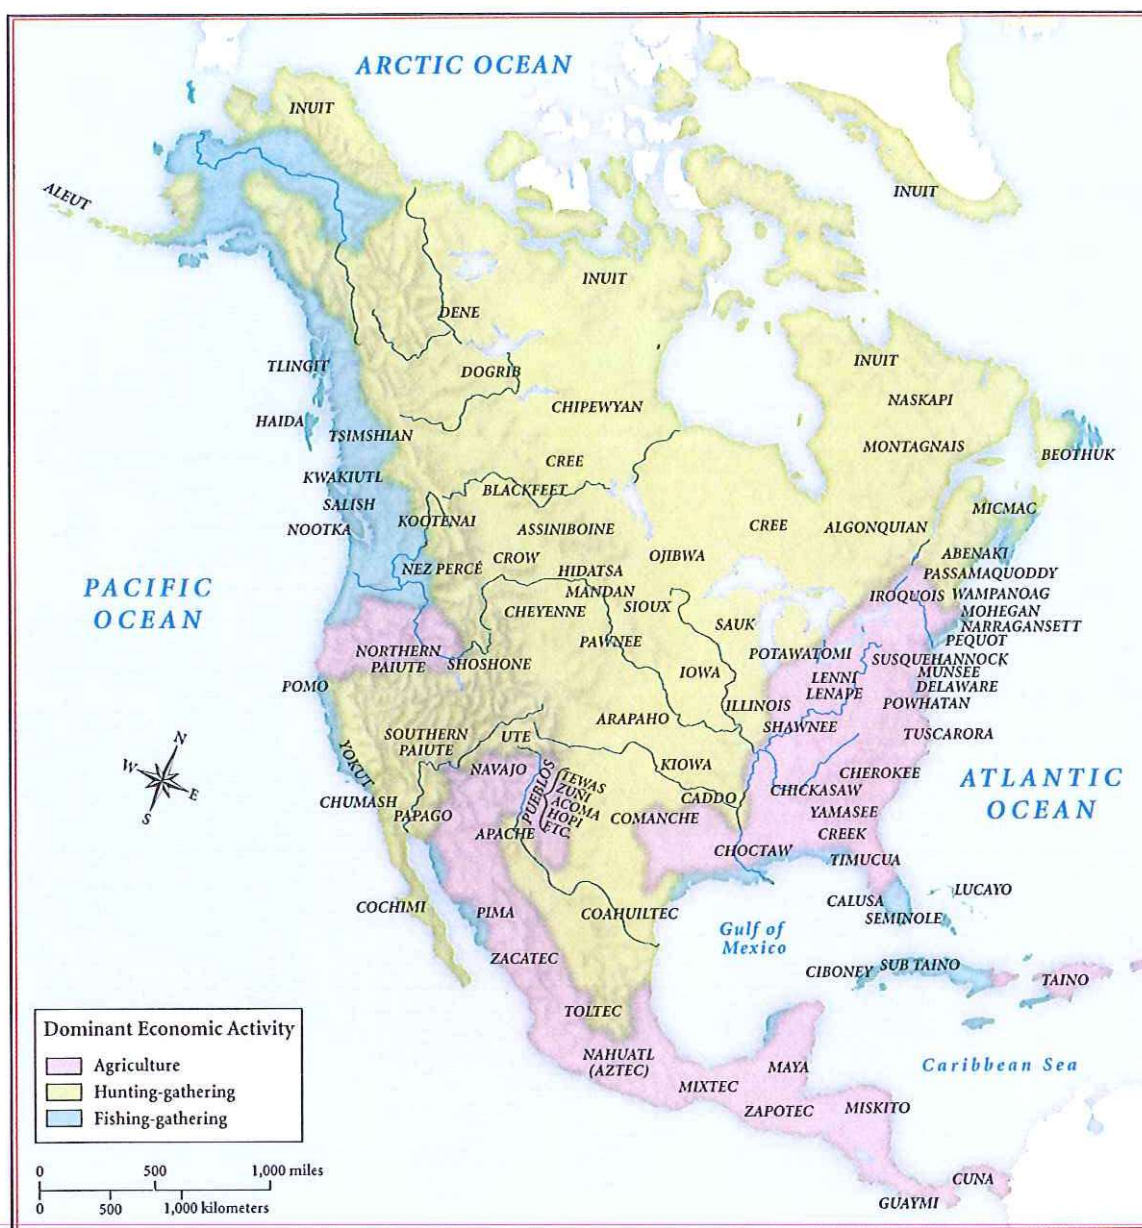 ARCTIC OCEAN
INUIT
ALEUT
INUIT
INUIT
DENE
TLINGIT
DOGRIB
INUIT
NASKAPI
HAIDA
TSIMSHIAN
CHIPEWYAN
MONTAGNAIS
BEOTHUK
CREE
KWAKIUTL
BLACKFEET
SALISH
NOOTKA
KOOTENAI
ASSINIBOINE
CREE
ALGONQUIAN
MICMAC
CROW
OJIBWA
ABENAKI
NEZ PERCÉ
HIDATSA
MANDAN
PASSAMAQUODDY
PACIFIC
OCEAN
CHEYENNE
SIOUX
IROQUOIS
WAMPANOAG
MOHEGAN
NARRAGANSETT
PEQUOT
SAUK
PAWNEE
NORTHERN
PAIUTE
SHOSHONE
POTAWATOMI
SUSQUEHANNOCK
MUNSEE
DELAWARE
POMO
IOWA
LENNI
LENAPE
POWHATAN
ILLINOIS
ARAPAHO
SHAWNEE
TUSCARORA
SOUTHERN
PAIUTE
UTE
YOKUT
NAVAJO
KIOWA
CHEROKEE
ATLANTIC
OCEAN
PUEBLOS
TEWAS
ZUNI
ACOMA
HOPI
ETC.
CHUMASH
PAPAGO
CADDO
CHICKASAW
COMANCHE
YAMASEE
APACHE
CREEK
CHOCTAW
TIMUCUA
N
W
E
S
COCHIMI
PIMA
COAHUILTEC
CALUSA
SEMINOLE
LUCAYO
Gulf of
Mexico
ZACATEC
CIBONEY
SUB TAINO
TAINO
TOLTEC
NAHUATL
(AZTEC)
MAYA
Caribbean Sea
MIXTEC
ZAPOTEC
MISKITO
CUNA
GUAYMI
Dominant Economic Activity
Agriculture
Hunting-gathering
Fishing-gathering
0 500 1,000 miles
0 500 1,000 kilometers